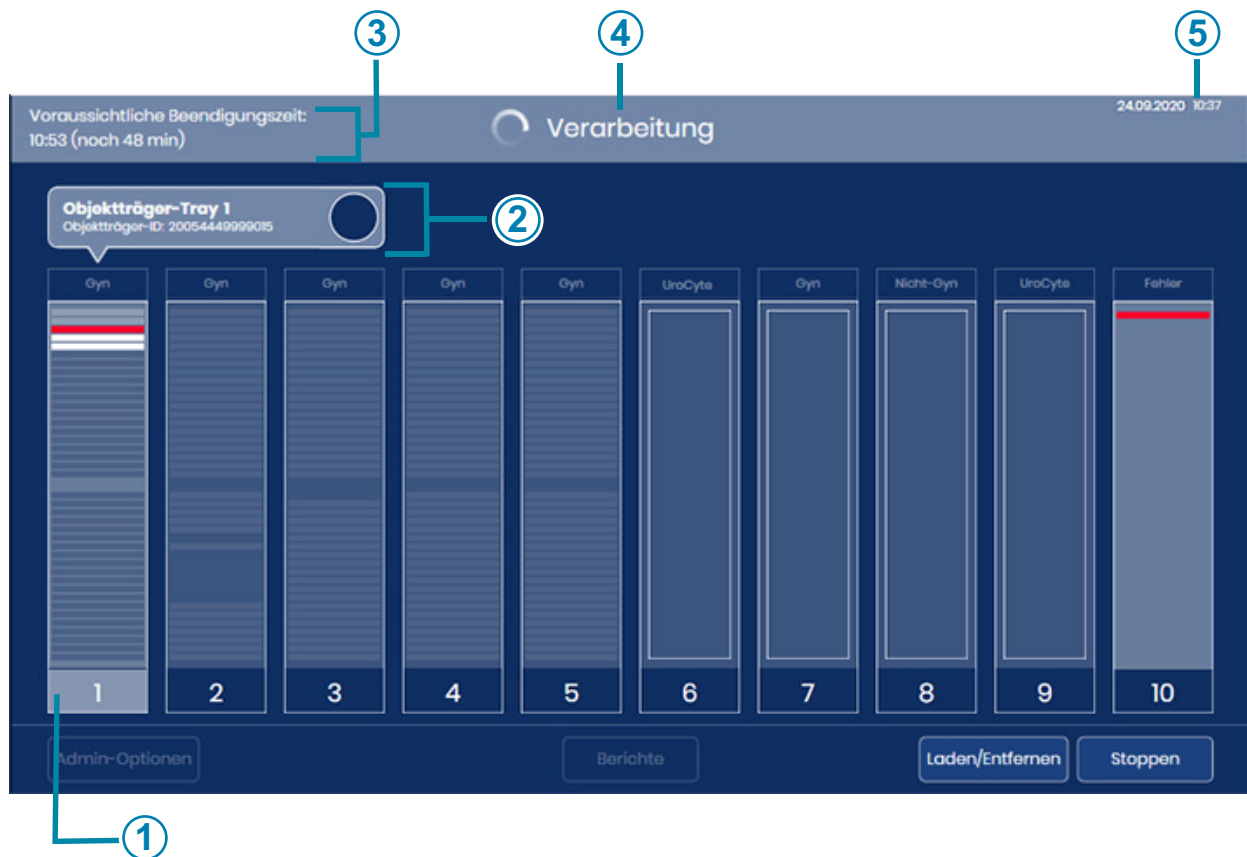 3
4
5
Voraussichtliche Beendigungszeit:
10:53 (noch 48 min)
Verarbeitung
24.09.2020 10:37
Objektträger-Tray 1
Objektträger-ID: 20054449999015
2
Gyn Gyn Gyn Gyn Gyn UroCyte Gyn Nicht-Gyn UroCyte Fehler
1 2 3 4 5 6 7 8 9 10
Admin-Optionen Berichte Laden/Entfernen Stoppen
1